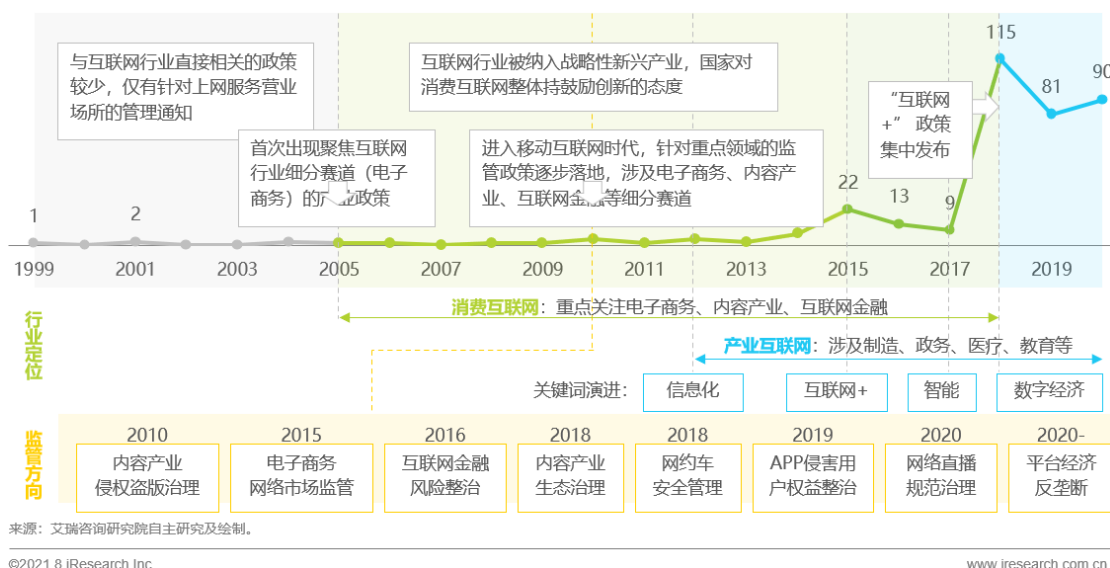 与互联网行业直接相关的政策
较少，仅有针对上网服务营业
场所的管理通知
互联网行业被纳入战略性新兴产业，国家对
消费互联网整体持鼓励创新的态度
首次出现聚焦互联网
行业细分赛道（电子
商务）的产业政策
进入移动互联网时代，针对重点领域的监
管政策逐步落地，涉及电子商务、内容产
业、互联网金融等细分赛道
“互联网
+” 政策
集中发布
1
2
22
13
9
115
81
90
1999
2001
2003
2005
2007
2009
2011
2013
2015
2017
2019
行业定位
消费互联网：重点关注电子商务、内容产业、互联网金融
产业互联网：涉及制造、政务、医疗、教育等
关键词演进：
信息化
互联网+
智能
数字经济
监管方向
2010
内容产业
侵权盗版治理
2015
电子商务
网络市场监管
2016
互联网金融
风险整治
2018
内容产业
生态治理
2018
网约车
安全管理
2019
APP侵害用
户权益整治
2020
网络直播
规范治理
2020-
平台经济
反垄断
来源：艾瑞咨询研究院自主研究及绘制。
©2021.8 iResearch Inc
www.iresearch.com.cn